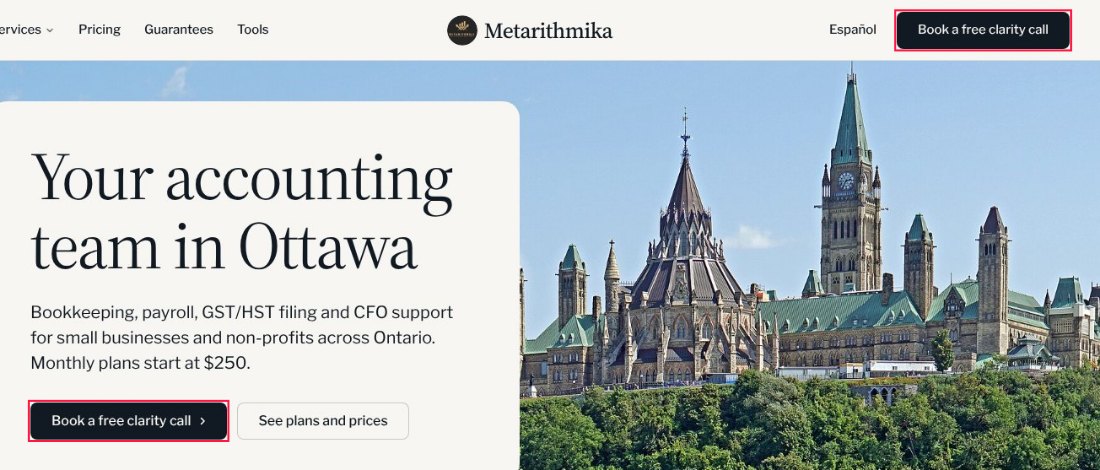 ervices
Pricing
Guarantees
Tools
Metarithmika
Español
Book a free clarity call
Your accounting
team in Ottawa
Bookkeeping, payroll, GST/HST filing and CFO support
for small businesses and non-profits across Ontario.
Monthly plans start at $250.
Book a free clarity call
See plans and prices